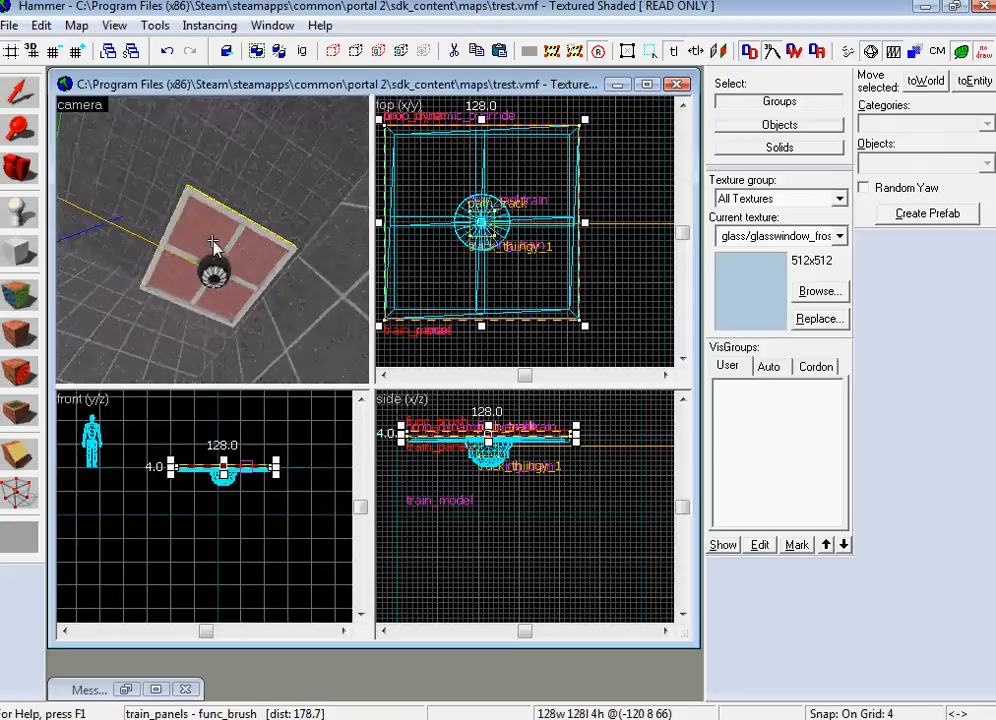 Hammer - C:\Program Files (x86)\Steam\steamapps\common\portal 2\sdk_content\maps\trest.vmf - Textured Shaded [ READ ONLY ]
File Edit Map View Tools Instancing Window Help
ig CM
C:\Program Files (x86)\Steam\steamapps\common\portal 2\sdk_content\maps\trest.vmf - Texture...
camera
top (x/y)
128.0
train_model
front (y/z)
128.0
4.0
side (x/z)
128.0
4.0
train_model
Select:
Groups
Objects
Solids
Texture group:
All Textures
Current texture:
glass/glasswindow_fros
512x512
Browse...
Replace...
VisGroups:
User Auto Cordon
Show Edit Mark
Move selected:
toWorld toEntity
Categories:
Objects:
Random Yaw
Create Prefab
Mess...
For Help, press F1
train_panels - func_brush [dist: 178.7]
128w 128l 4h @(-120 8 66)
Snap: On Grid: 4
<->